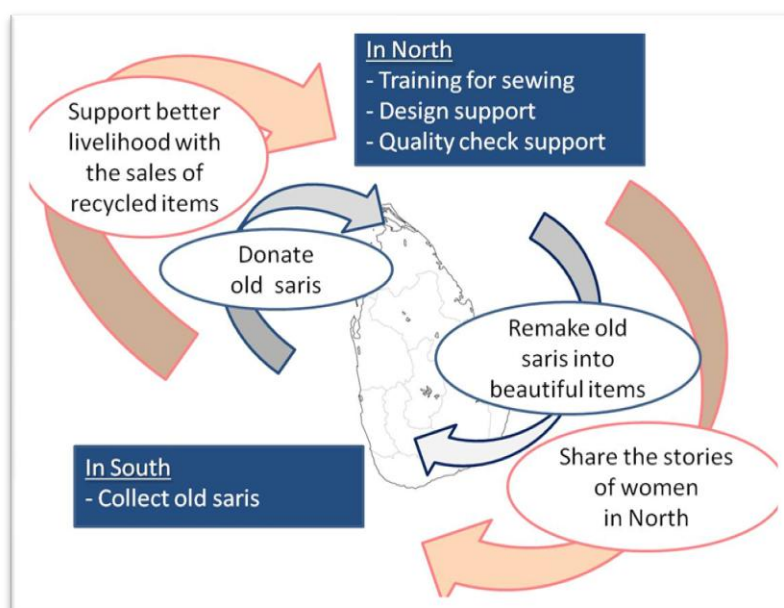 In North
- Training for sewing
- Design support
- Quality check support
Support better
livelihood with
the sales of
recycled items
Donate
old saris
Remake old
saris into
beautiful items
In South
- Collect old saris
Share the stories
of women
in North